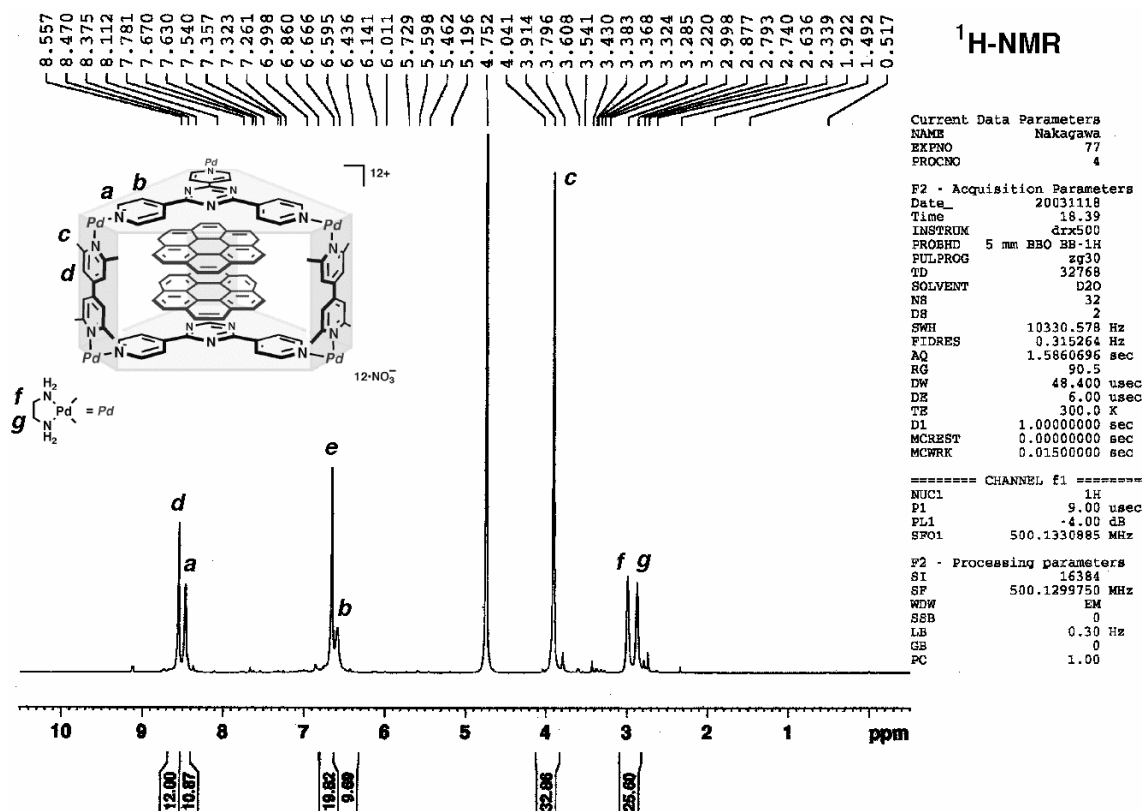 8.557
8.470
8.375
8.112
7.781
7.670
7.630
7.540
7.357
7.323
7.261
6.998
6.860
6.666
6.595
6.436
6.141
6.011
5.729
5.598
5.462
5.196
4.752
4.041
3.914
3.796
3.608
3.541
3.430
3.383
3.368
3.324
3.285
3.220
2.998
2.877
2.793
2.740
2.636
2.339
1.922
1.492
0.517
1H-NMR
Current Data Parameters
NAME Nakagawa
EXPNO 77
PROCNO 4
F2 - Acquisition Parameters
Date_ 20031118
Time 18.39
INSTRUM drx500
PROBHD 5 mm BBO BB-1H
PULPROG zg30
TD 32768
SOLVENT D2O
NS 32
DS 2
SWH 10330.578 Hz
FIDRES 0.315264 Hz
AQ 1.5860696 sec
RG 90.5
DW 48.400 usec
DE 6.00 usec
TE 300.0 K
D1 1.00000000 sec
MCREST 0.00000000 sec
MCWRK 0.01500000 sec
======== CHANNEL f1 ========
NUC1 1H
P1 9.00 usec
PL1 -4.00 dB
SFO1 500.1330885 MHz
F2 - Processing parameters
SI 16384
SF 500.1299750 MHz
WDW EM
SSB 0
LB 0.30 Hz
GB 0
PC 1.00
Pd
12+
a b
N
N N
N
N N
Pd Pd
c
N N
d
N N
N
N N
N N
Pd Pd
12·NO3−
H2
f N
Pd = Pd
g N
H2
c
e
d
a
b
f g
10 9 8 7 6 5 4 3 2 1 ppm
12.00
10.87
19.82
9.69
32.86
25.60